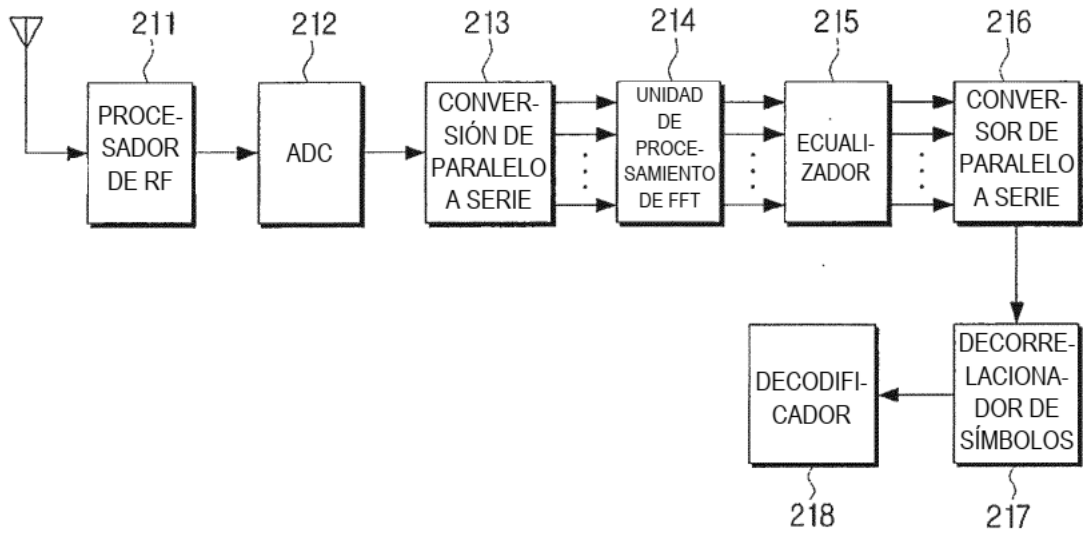 211
212
213
214
215
216
PROCE-
SADOR
DE RF
ADC
CONVER-
SIÓN DE
PARALELO
A SERIE
UNIDAD
DE
PROCE-
SAMIENTO
DE FFT
ECUALI-
ZADOR
CONVER-
SOR DE
PARALELO
A SERIE
DECODIFI-
CADOR
DECORRE-
LACIONA-
DOR DE
SÍMBOLOS
218
217